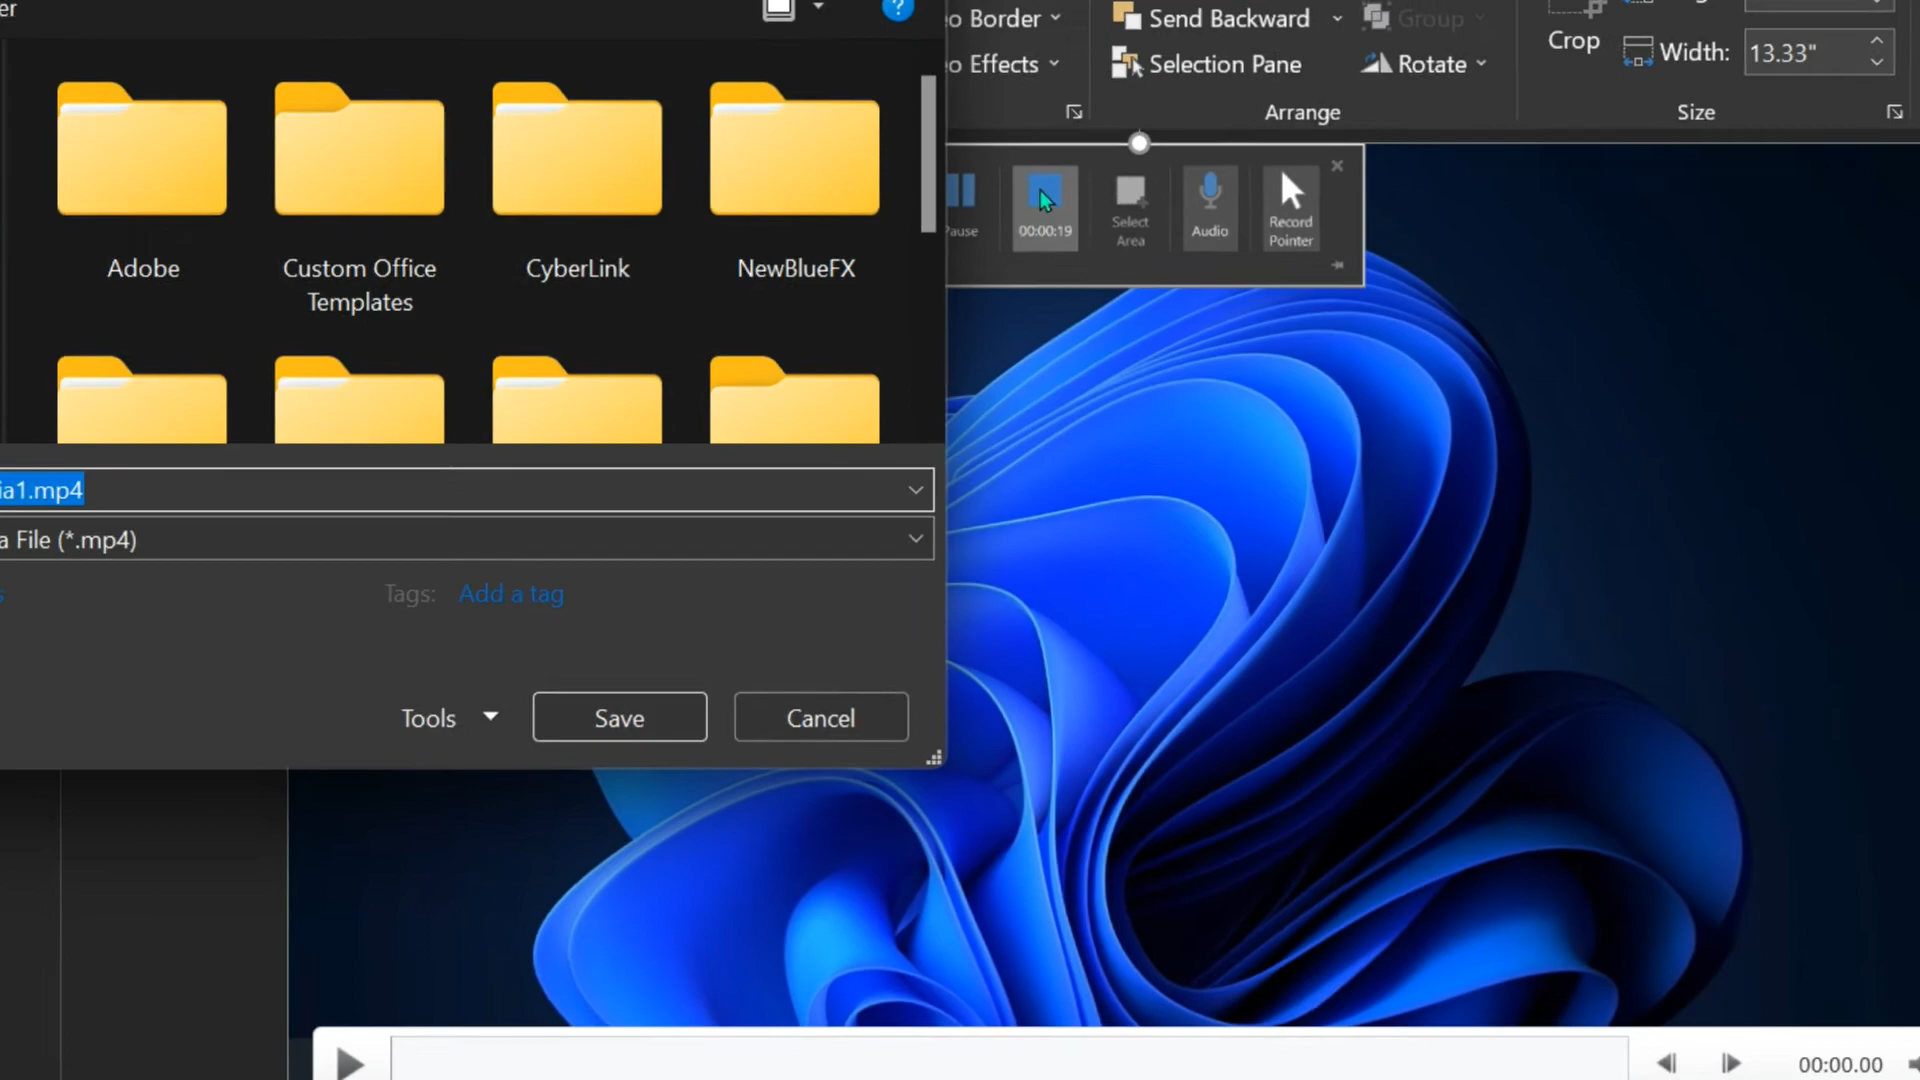 er
?
Adobe
Custom Office
Templates
CyberLink
NewBlueFX
ia1.mp4
a File (*.mp4)
s
Tags: Add a tag
Tools
Save
Cancel
o Border
Send Backward
Group
o Effects
Selection Pane
Rotate
Arrange
Crop
Width:
13.33"
Size
Pause
00:00:19
Select
Area
Audio
Record
Pointer
00:00.00